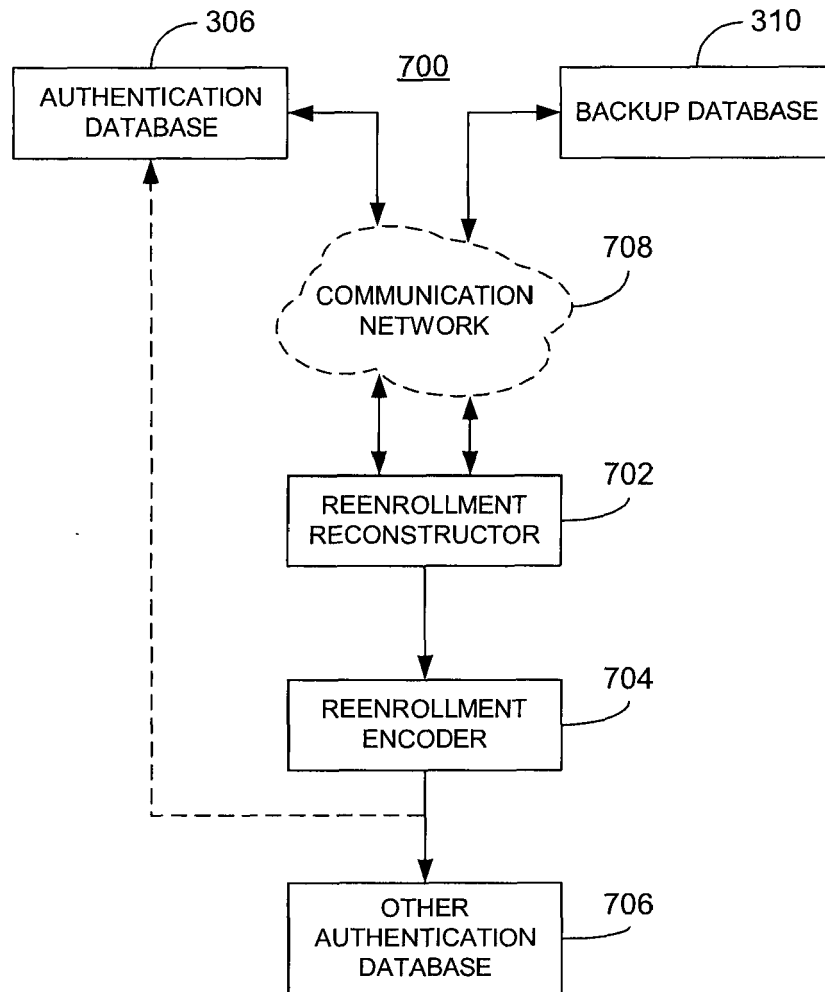 306
700
310
AUTHENTICATION
DATABASE
BACKUP DATABASE
708
COMMUNICATION
NETWORK
702
REENROLLMENT
RECONSTRUCTOR
704
REENROLLMENT
ENCODER
706
OTHER
AUTHENTICATION
DATABASE